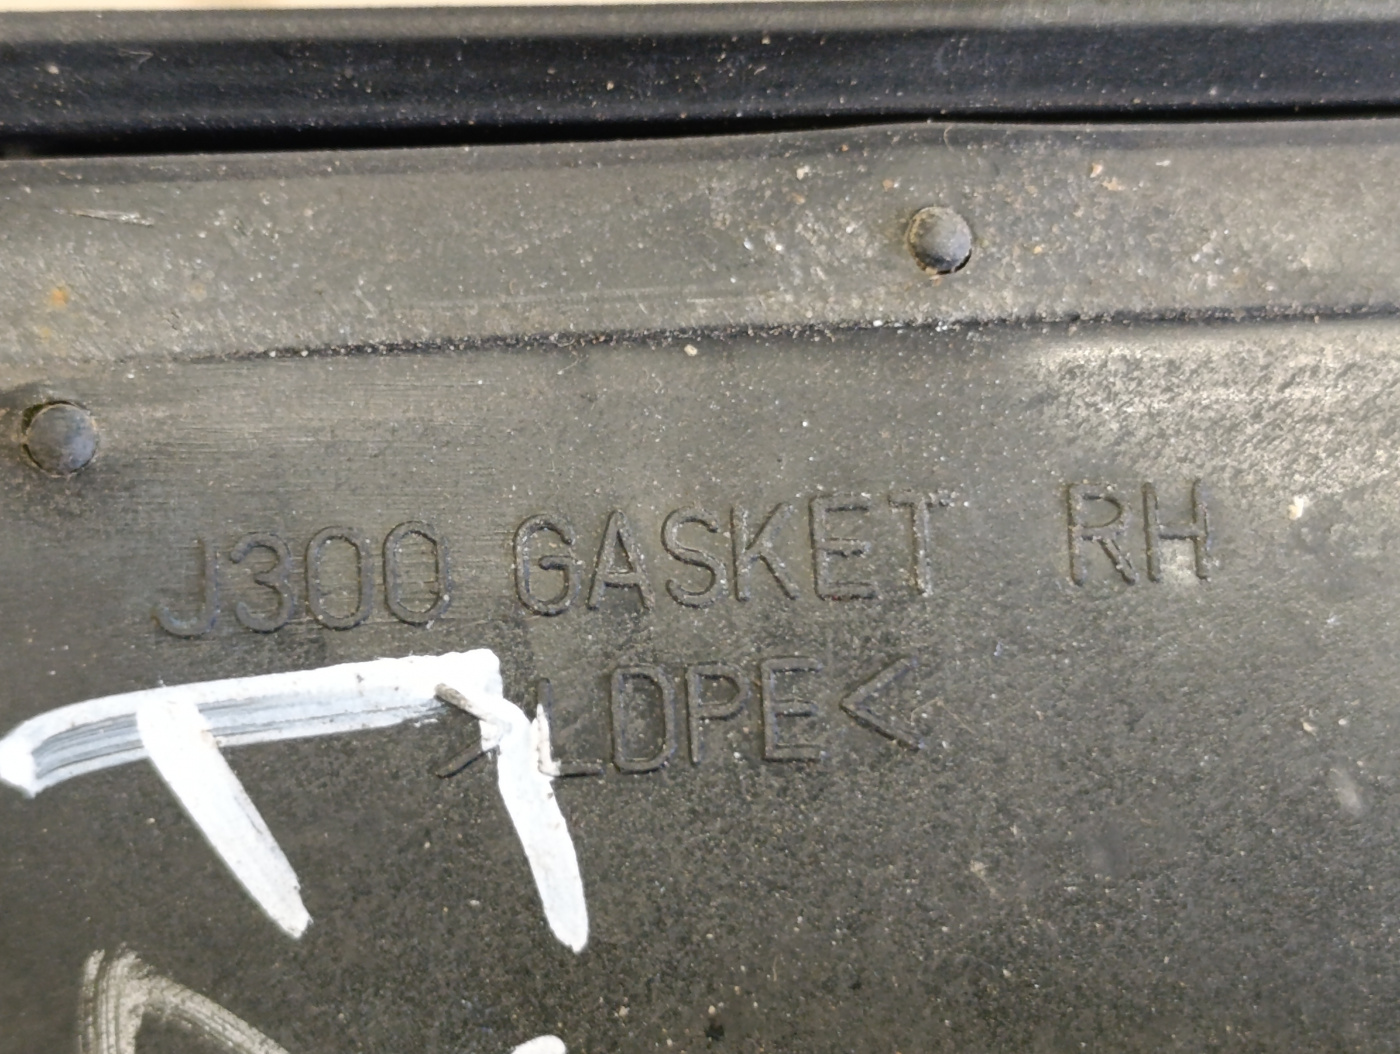 J300 GASKET RH
>LDPE<